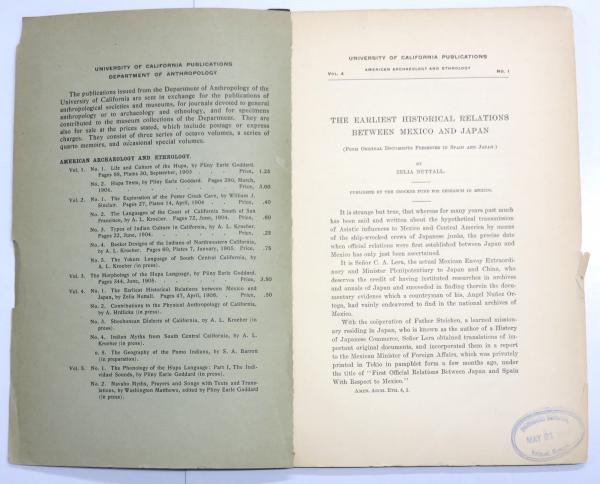 UNIVERSITY OF CALIFORNIA PUBLICATIONS
DEPARTMENT OF ANTHROPOLOGY
The publications issued from the Department of Anthropology of the
University of California are sent in exchange for the publications of
anthropological societies and museums, for journals devoted to general
anthropology or to archaeology and ethnology, and for specimens
contributed to the museum collections of the Department. They are
also for sale at the prices stated, which include postage or express
charges. They consist of three series of octavo volumes, a series of
quarto memoirs, and occasional special volumes.
AMERICAN ARCHAEOLOGY AND ETHNOLOGY.
Vol. 1. No. 1. Life and Culture of the Hupa, by Pliny Earle Goddard.
Pages 88, Plates 30, September, 1903 . . Price, 1.25
No. 2. Hupa Texts, by Pliny Earle Goddard. Pages 290, March,
1904. . . . . Price, 3.00
Vol. 2. No. 1. The Exploration of the Potter Creek Cave, by William J.
Sinclair. Pages 27, Plates 14, April, 1904 . Price, .40
No. 2. The Languages of the Coast of California South of San
Francisco, by A. L. Kroeber. Pages 72, June, 1904. Price, .60
No. 3. Types of Indian Culture in California, by A. L. Kroeber.
Pages 22, June, 1904. . . . Price, .25
No. 4. Basket Designs of the Indians of Northwestern California,
by A. L. Kroeber. Pages 60, Plates 7, January, 1905. Price, .75
No. 5. The Yokuts Language of South Central California, by
A. L. Kroeber (in press).
Vol. 3. The Morphology of the Hupa Language, by Pliny Earle Goddard.
Pages 344, June, 1905. . . . Price, 3.50
Vol. 4. No. 1. The Earliest Historical Relations between Mexico and
Japan, by Zelia Nuttall. Pages 47, April, 1906. . Price, .50
No. 2. Contributions to the Physical Anthropology of California,
by A. Hrdlicka (in press).
No. 3. Shoshonean Dialects of California, by A. L. Kroeber (in
press).
No. 4. Indian Myths from South Central California, by A. L.
Kroeber (in press).
The Geography of the Pomo Indians, by S. A. Barrett
(in preparation).
Vol. 5. No. 1. The Phonology of the Hupa Language: Part I, The Indi-
vidual Sounds, by Pliny Earle Goddard (in press).
No. 2. Navaho Myths, Prayers and Songs with Texts and Trans-
lations, by Washington Matthews, edited by Pliny Earle Goddard
(in press).
UNIVERSITY OF CALIFORNIA PUBLICATIONS
AMERICAN ARCHAEOLOGY AND ETHNOLOGY
VOL. 4 NO. 1
THE EARLIEST HISTORICAL RELATIONS
BETWEEN MEXICO AND JAPAN
(FROM ORIGINAL DOCUMENTS PRESERVED IN SPAIN AND JAPAN.)
BY
ZELIA NUTTALL.
PUBLISHED BY THE CROCKER FUND FOR RESEARCH IN MEXICO.
It is strange but true, that whereas for many years past much
has been said and written about the hypothetical transmission
of Asiatic influences to Mexico and Central America by means
of the ship-wrecked crews of Japanese junks, the precise date
when official relations were first established between Japan and
Mexico has only just been ascertained.
It is Señor C. A. Lera, the actual Mexican Envoy Extraordi-
nary and Minister Plenipotentiary to Japan and China, who
deserves the credit of having instituted researches in archives
and annals of Japan and succeeded in finding therein the docu-
mentary evidences which a countryman of his, Angel Nuñez Or-
tega, had vainly endeavored to find in the national archives of
Mexico.
With the coöperation of Father Steichen, a learned mission-
ary residing in Japan, who is known as the author of a History
of Japanese Commerce, Señor Lera obtained translations of im-
portant original documents, and incorporated them in a report
to the Mexican Minister of Foreign Affairs, which was privately
printed in Tokio in pamphlet form a few months ago, under
the title of "First Official Relations Between Japan and Spain
With Respect to Mexico."
AMER. ARCH. ETH. 4, 1.
MAY 21